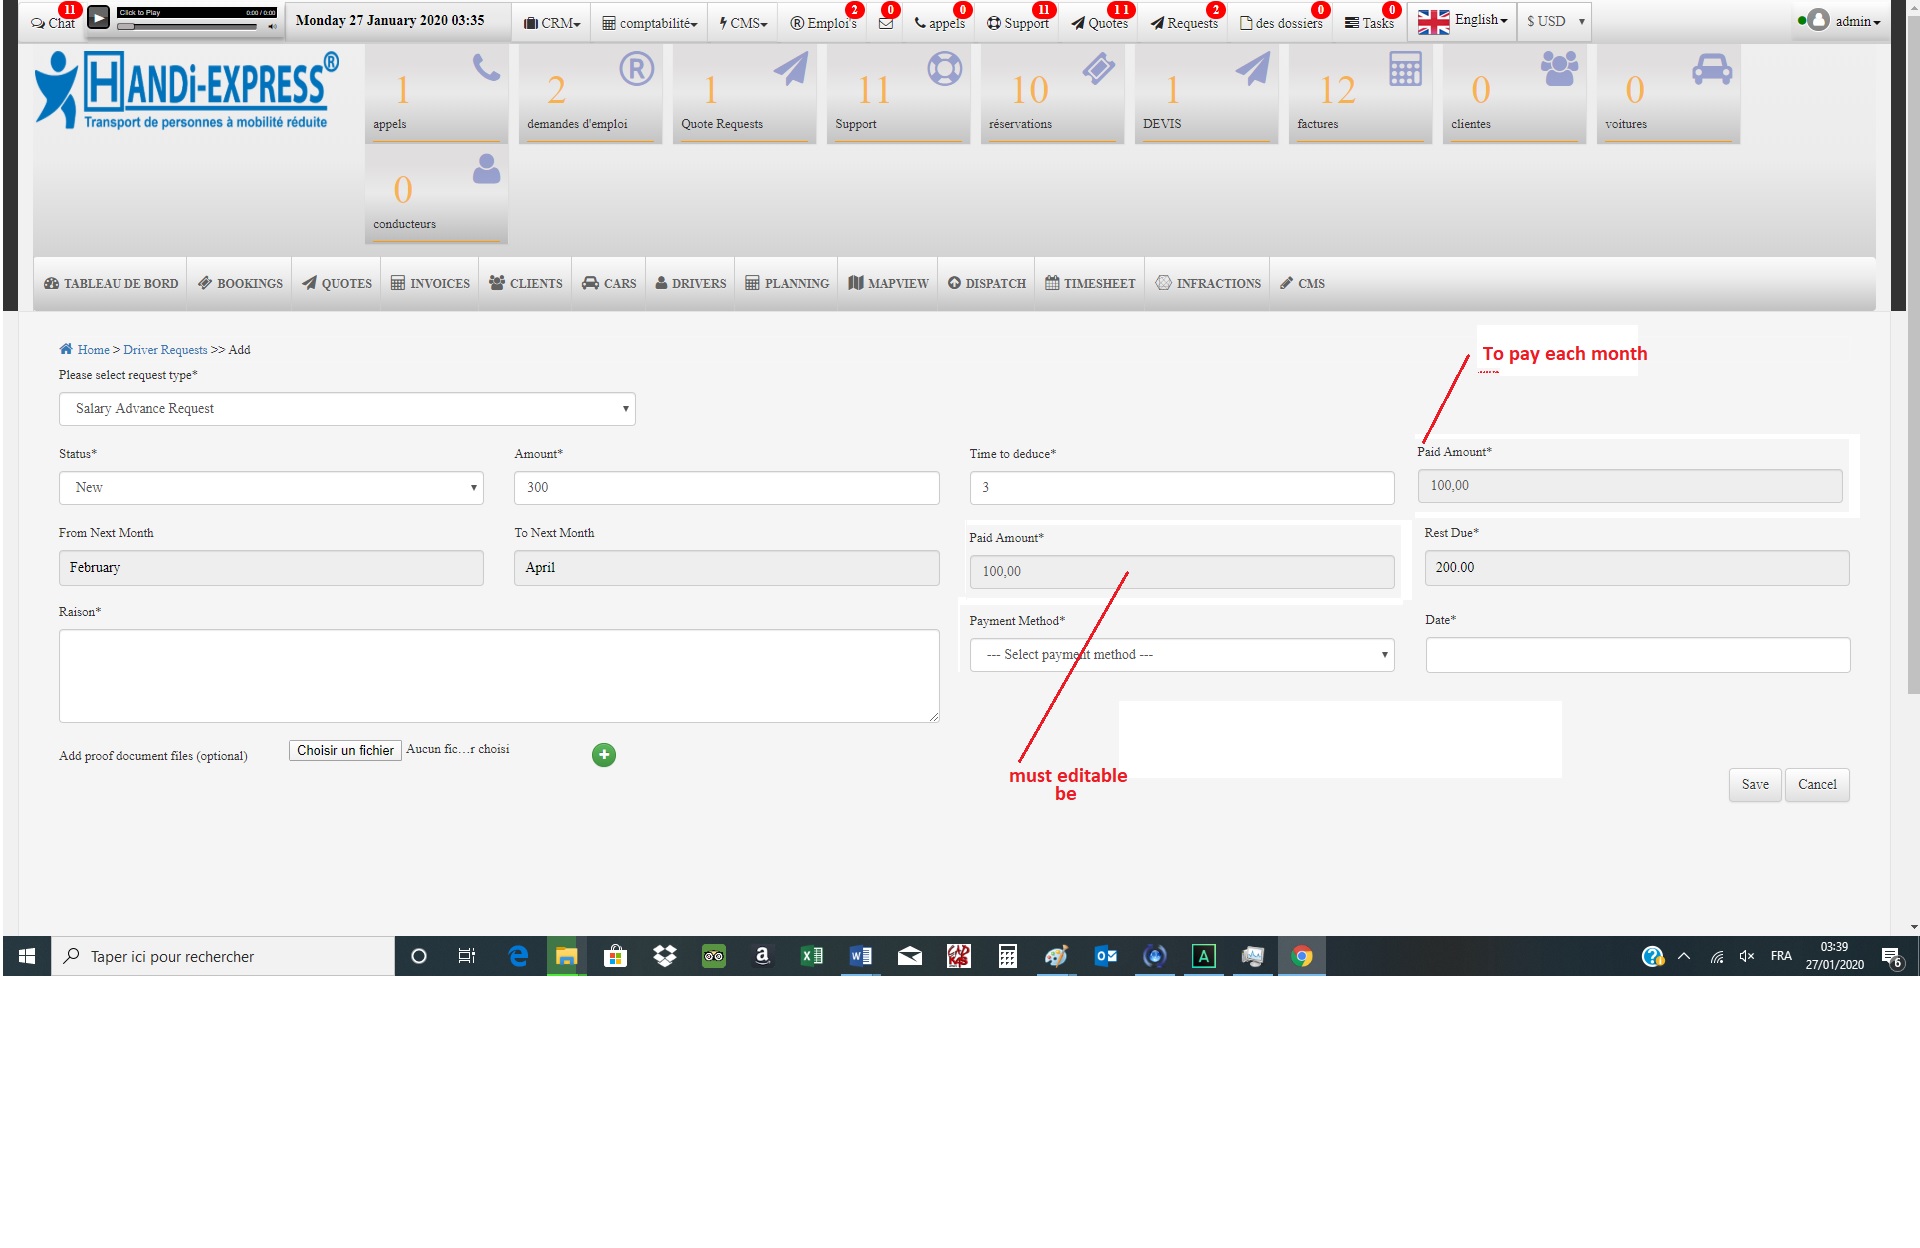 Chat 11
Click to Play 0:00 / 0:00
Monday 27 January 2020 03:35
CRM
comptabilité
CMS
Emplois 2
0
appels 0
Support 11
Quotes 11
Requests 2
des dossiers 0
Tasks 0
English
$ USD
admin
HANDi-EXPRESS®
Transport de personnes à mobilité réduite
1
appels
2
demandes d'emploi
1
Quote Requests
11
Support
10
réservations
1
DEVIS
12
factures
0
clientes
0
voitures
0
conducteurs
TABLEAU DE BORD
BOOKINGS
QUOTES
INVOICES
CLIENTS
CARS
DRIVERS
PLANNING
MAPVIEW
DISPATCH
TIMESHEET
INFRACTIONS
CMS
Home > Driver Requests >> Add
To pay each month
Please select request type*
Salary Advance Request
Status*
Amount*
Time to deduce*
Paid Amount*
New
300
3
100,00
From Next Month
To Next Month
Paid Amount*
Rest Due*
February
April
100,00
200.00
Raison*
Payment Method*
Date*
--- Select payment method ---
Add proof document files (optional)
Choisir un fichier
Aucun fic...r choisi
must editable
be
Save
Cancel
Taper ici pour rechercher
FRA
03:39
27/01/2020
6